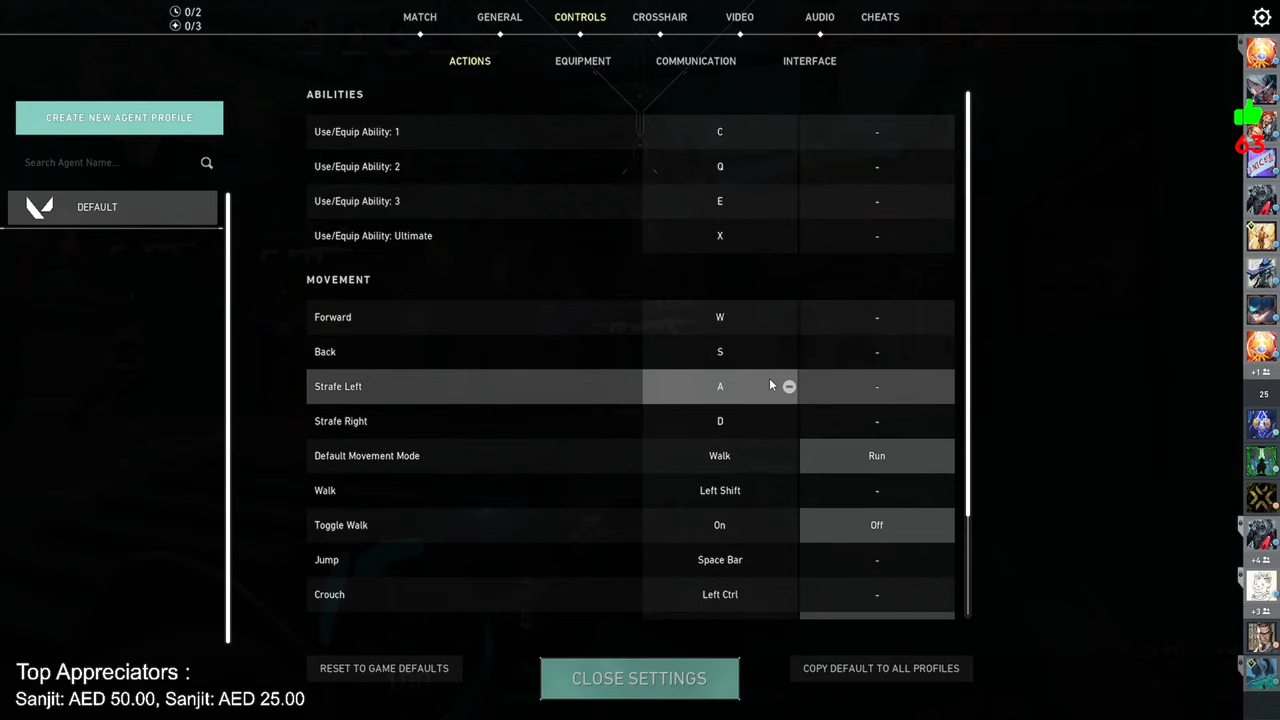 0/2
0/3
MATCH GENERAL CONTROLS CROSSHAIR VIDEO AUDIO CHEATS
ACTIONS EQUIPMENT COMMUNICATION INTERFACE
CREATE NEW AGENT PROFILE
Search Agent Name...
DEFAULT
ABILITIES
Use/Equip Ability: 1 C -
Use/Equip Ability: 2 Q -
Use/Equip Ability: 3 E -
Use/Equip Ability: Ultimate X -
MOVEMENT
Forward W -
Back S -
Strafe Left A -
Strafe Right D -
Default Movement Mode Walk Run
Walk Left Shift -
Toggle Walk On Off
Jump Space Bar -
Crouch Left Ctrl -
RESET TO GAME DEFAULTS
CLOSE SETTINGS
COPY DEFAULT TO ALL PROFILES
Top Appreciators :
Sanjit: AED 50.00, Sanjit: AED 25.00
63
NICE
+1
25
+4
+3